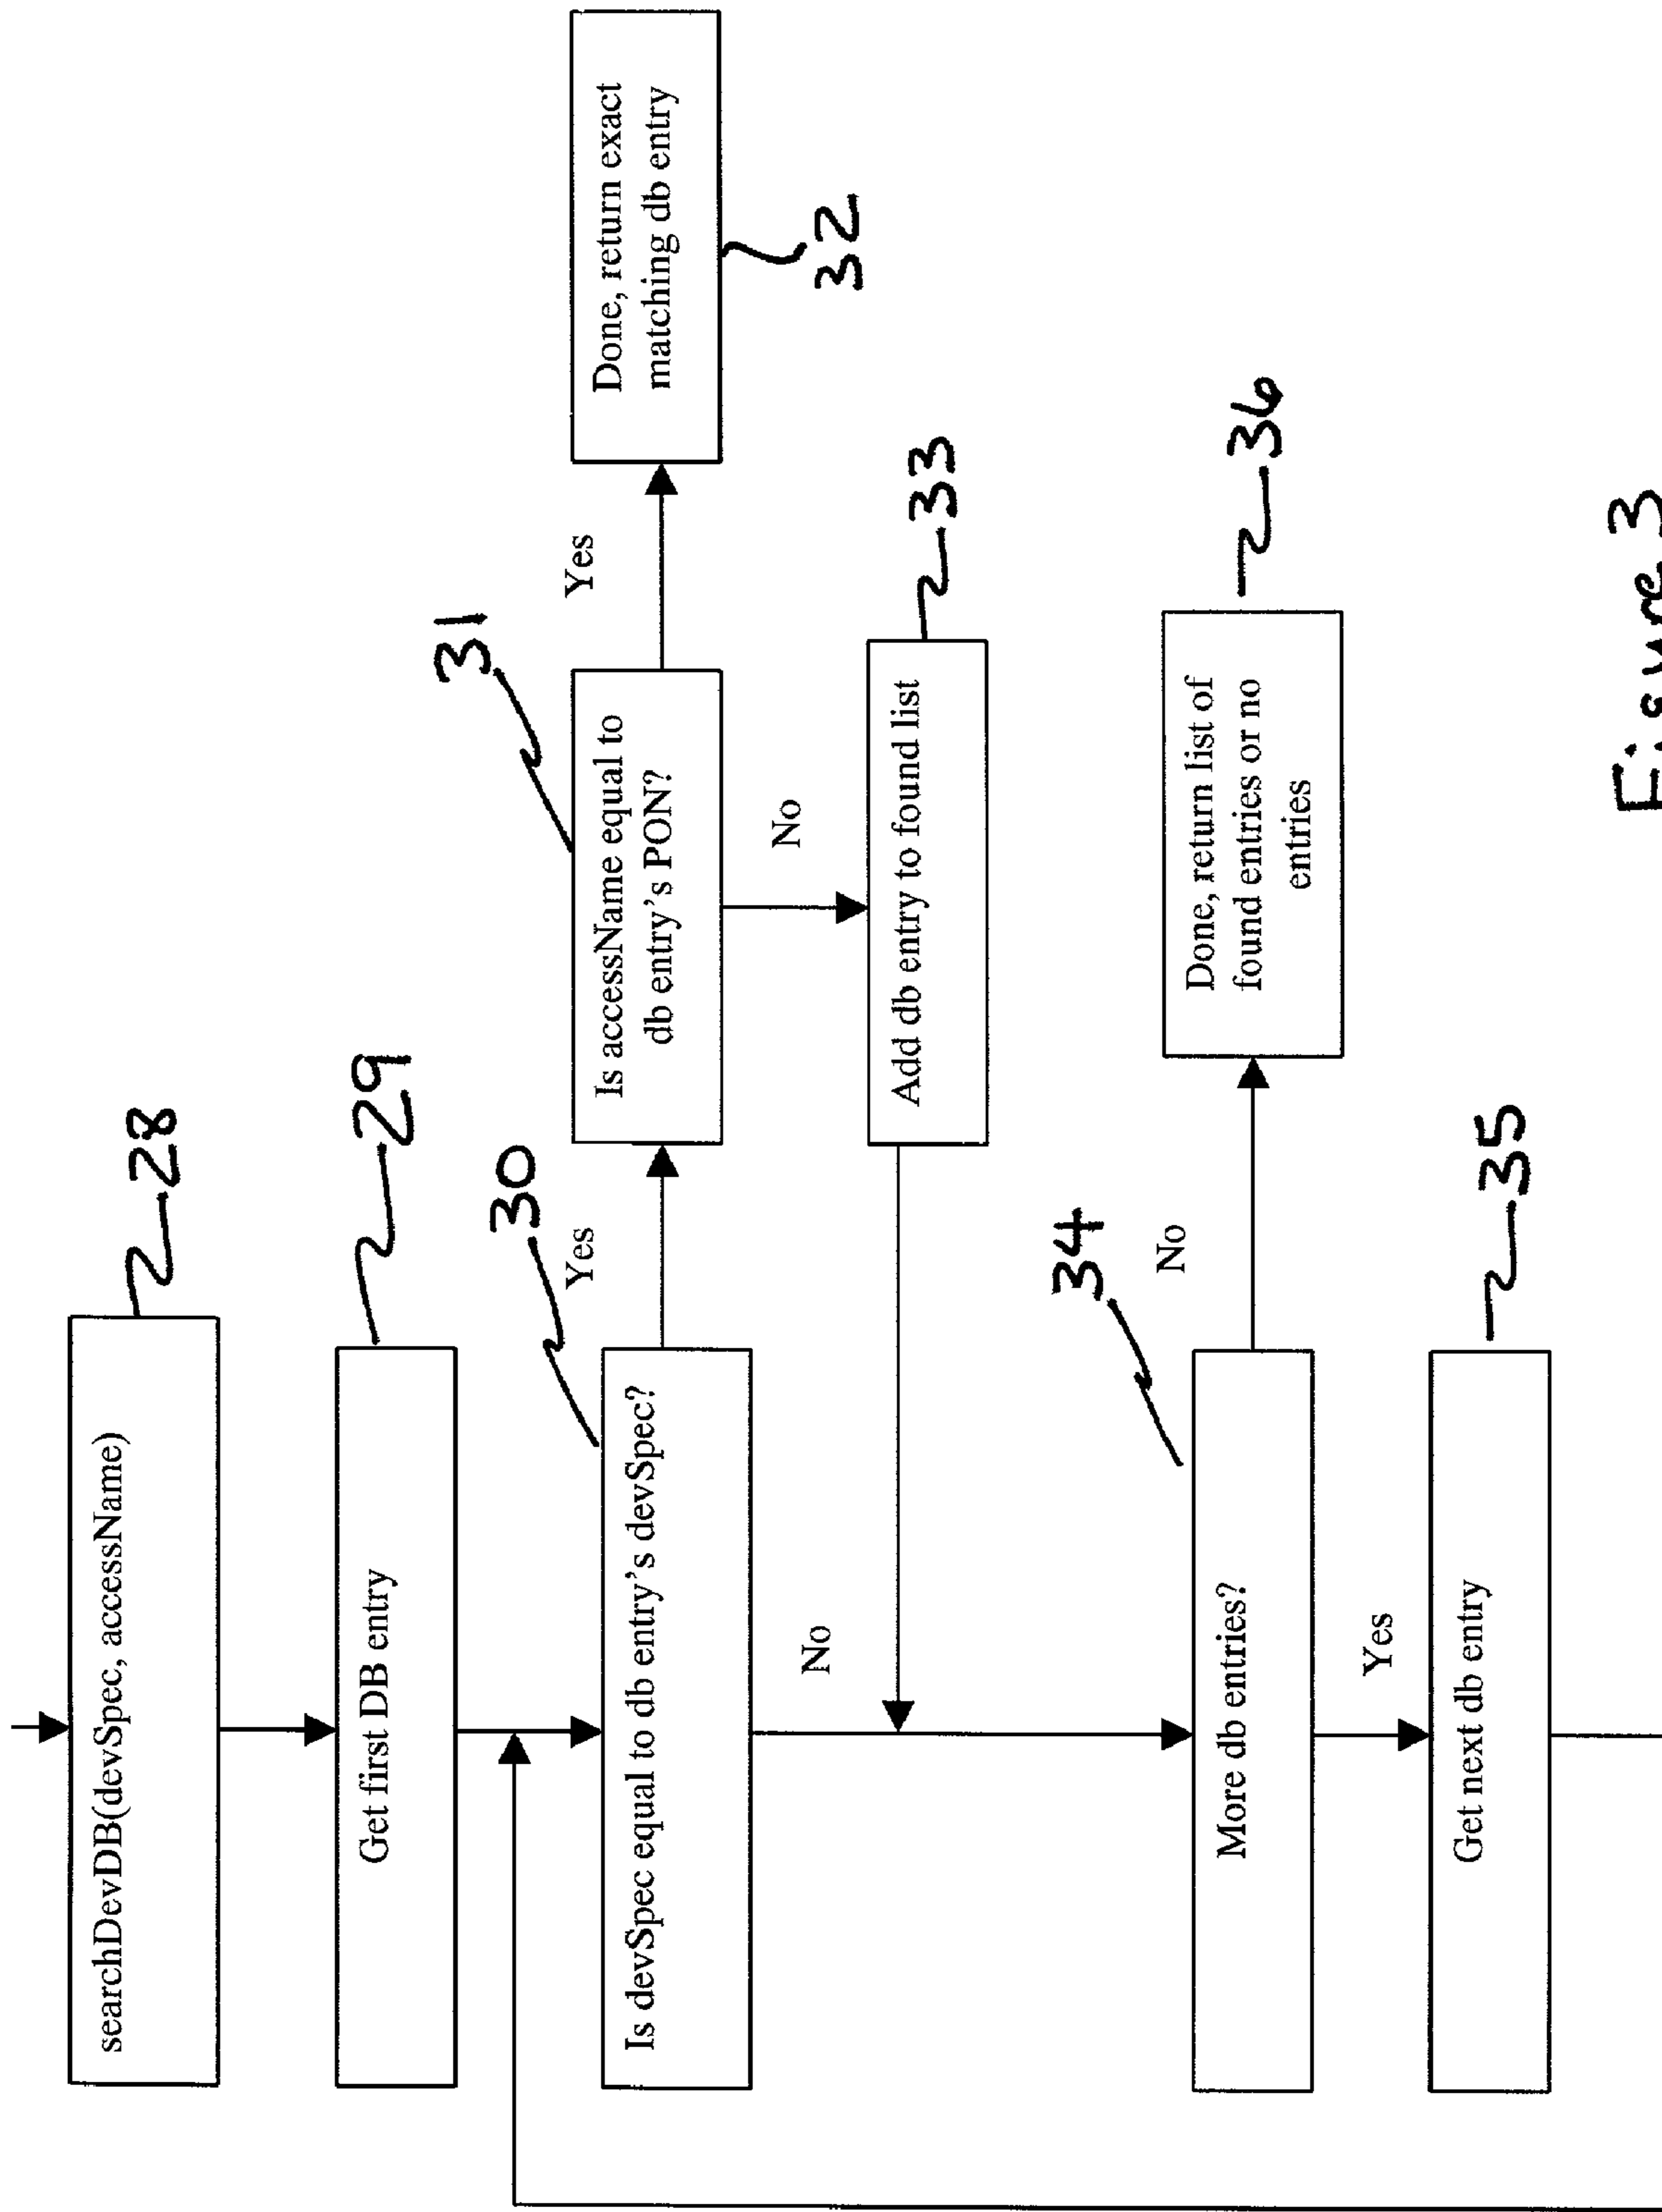 searchDevDB(devSpec, accessName)
28
Get first DB entry
29
30
Is devSpec equal to db entry's devSpec?
Yes
31
Is accessName equal to
db entry's PON?
Yes
Done, return exact
matching db entry
32
No
No
Add db entry to found list
33
34
More db entries?
No
Done, return list of
found entries or no
entries
36
Yes
Get next db entry
35
Figure 3